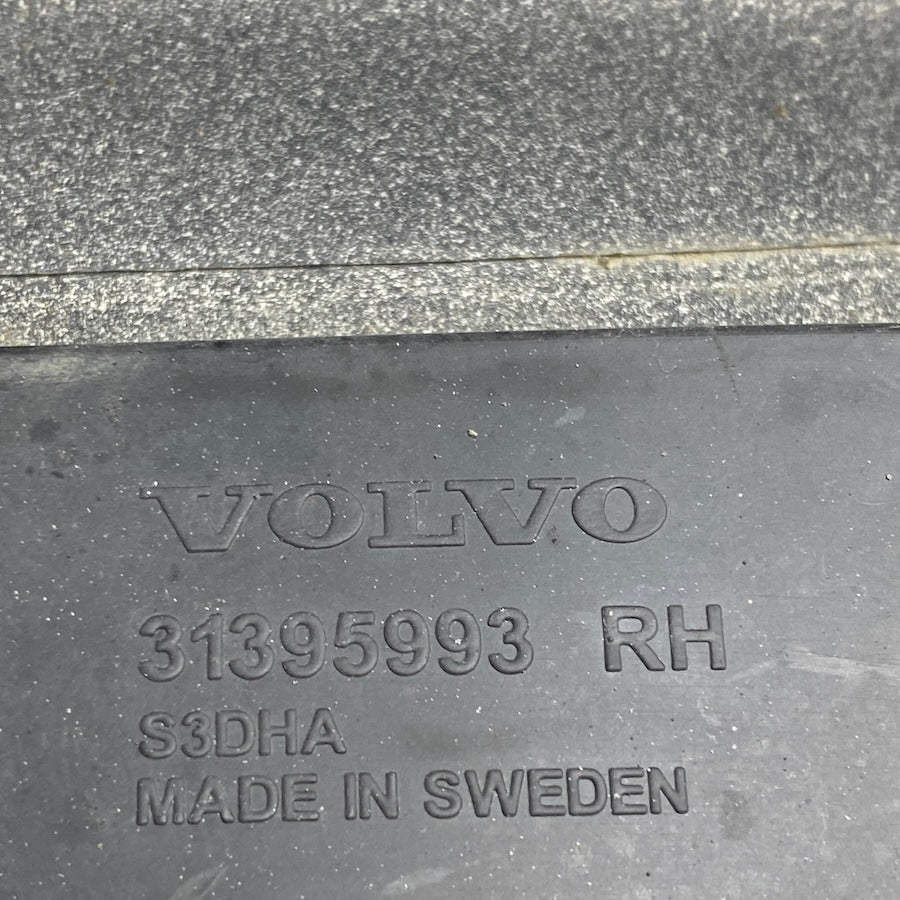 VOLVO
31395993 RH
S3DHA
MADE IN SWEDEN